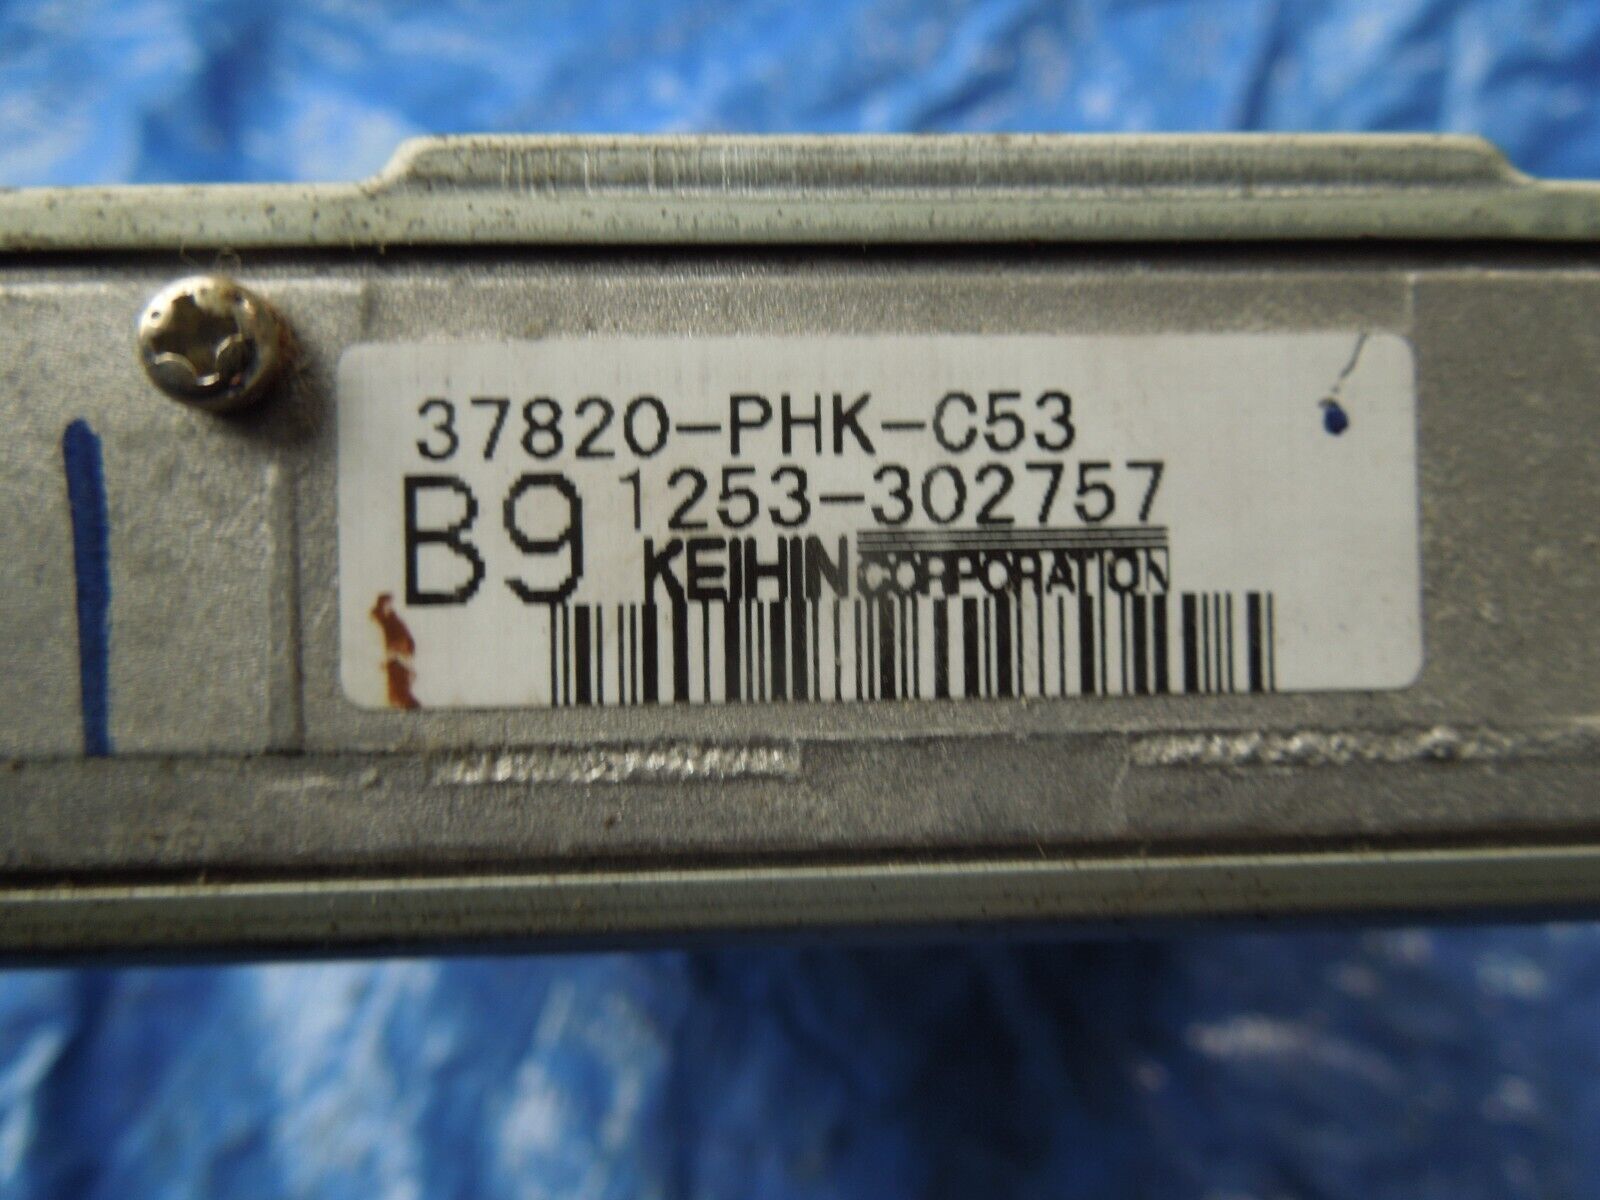 37820-PHK-C53
B9 1253-302757
KEIHIN CORPORATION